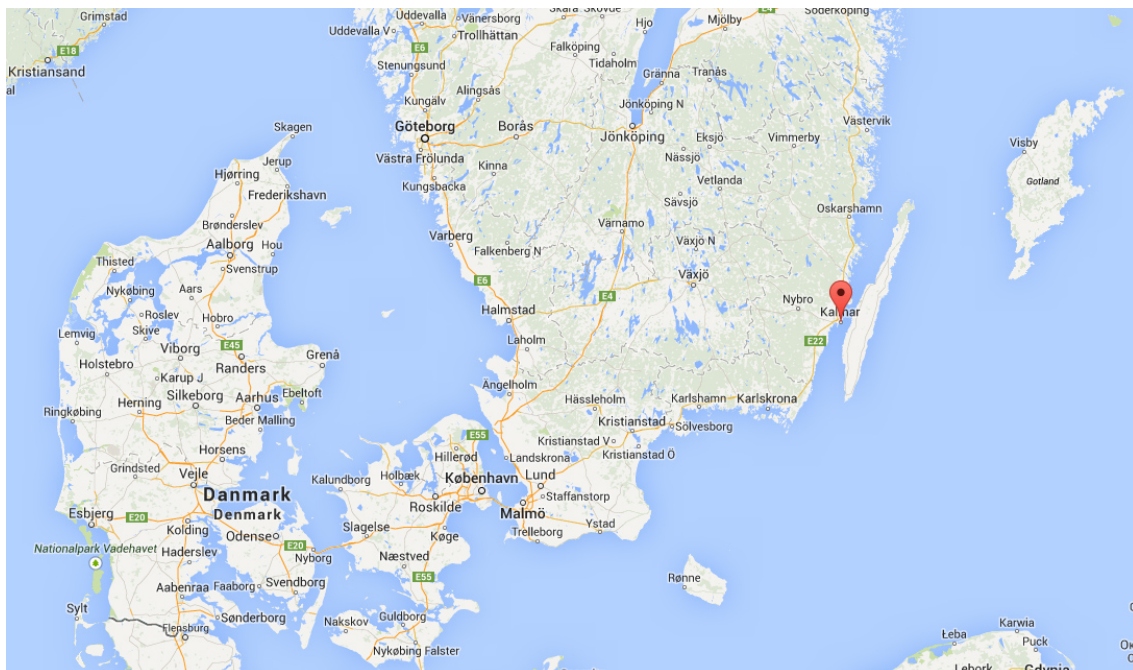 Uddevalla
Vänersborg
Skara
Skövde
Hjo
E4
Söderköping
Grimstad
Uddevalla V
Trollhättan
Mjölby
E6
Falköping
E18
Stenungsund
Tidaholm
Kristiansand
al
Gränna
Tranås
Alingsås
Kungälv
Jönköping N
Skagen
Göteborg
Borås
Jönköping
Eksjö
Vimmerby
Västervik
Västra Frölunda
Nässjö
Visby
Kinna
Jerup
Hjørring
Kungsbacka
Vetlanda
Gotland
Frederikshavn
Sävsjö
Oskarshamn
Brønderslev
Värnamo
Aalborg
Hou
Varberg
Falkenberg N
Växjö N
Thisted
Svenstrup
E6
Växjö
Nykøbing
Aars
E4
Nybro
Roslev
Halmstad
Kalmar
Lemvig
Skive
Hobro
Laholm
E22
Viborg
E45
Grenå
Holstebro
Randers
Karup J
Ängelholm
Silkeborg
Aarhus
Ebeltoft
Hässleholm
Karlshamn
Karlskrona
Ringkøbing
Herning
Beder Malling
Kristianstad
Sölvesborg
E55
Horsens
Hillerød
Kristianstad V
Landskrona
Kristianstad Ö
Grindsted
Vejle
Kalundborg
Holbæk
København
Lund
Danmark
Roskilde
Staffanstorp
Denmark
Malmö
Esbjerg
E20
Kolding
Slagelse
Ystad
Odense
Køge
Trelleborg
E20
Nationalpark Vadehavet
Haderslev
Nyborg
Næstved
E55
Rønne
Aabenraa
Faaborg
Svendborg
Sylt
Sønderborg
Nakskov
Guldborg
Flensburg
Nykøbing Falster
Łeba
Karwia
Puck
Lębork
Gdynia